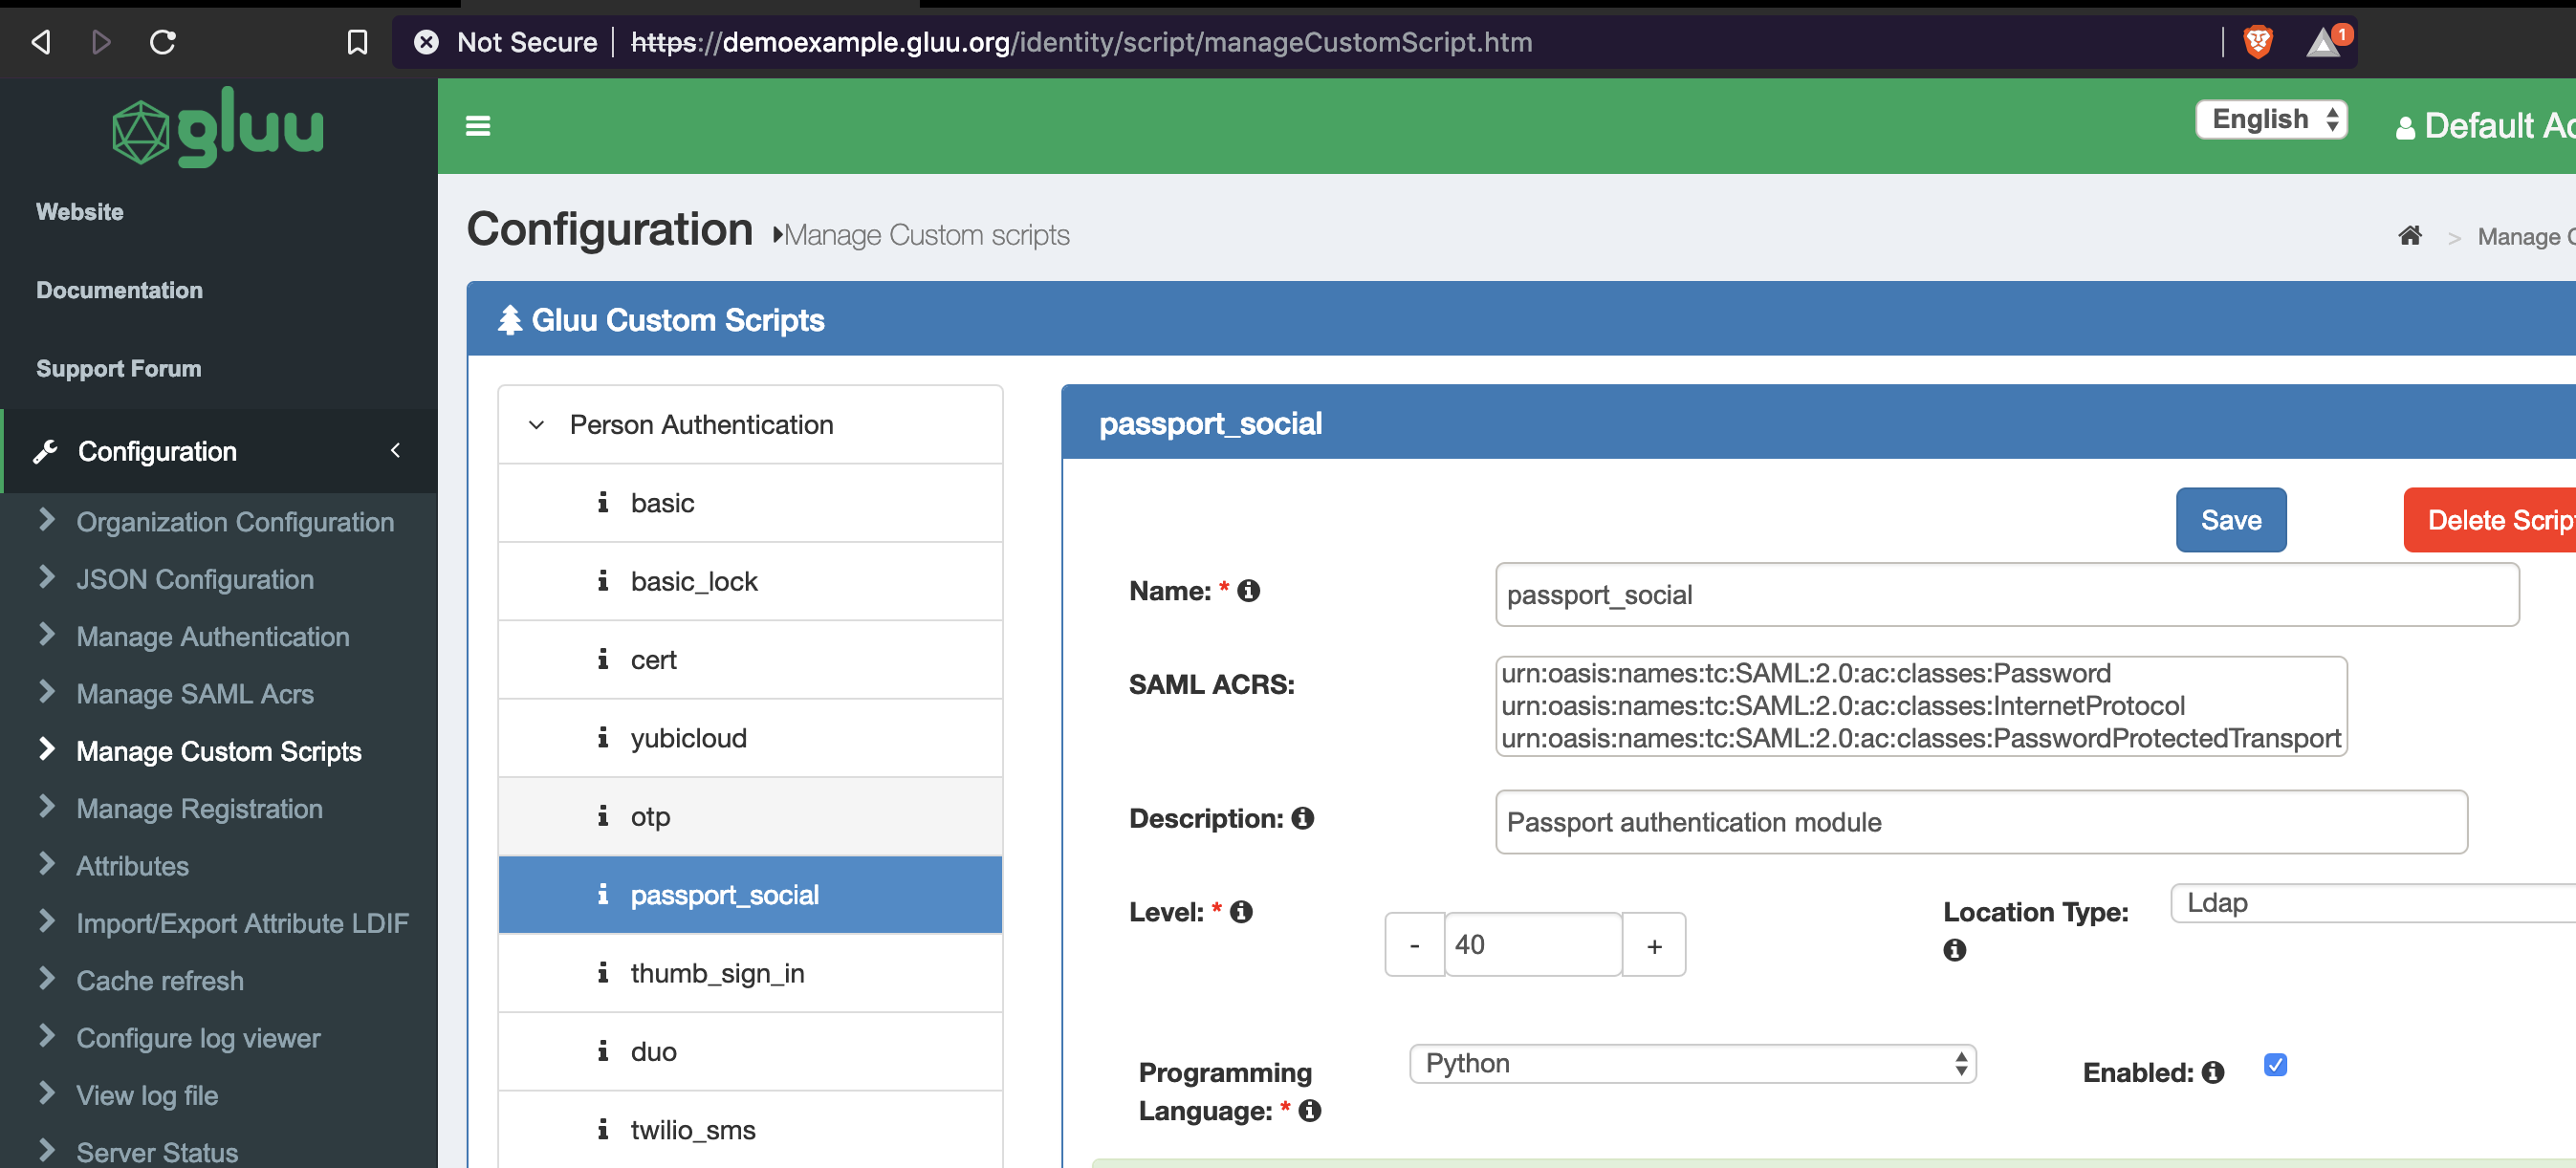 Not Secure https://demoexample.gluu.org/identity/script/manageCustomScript.htm 1
gluu
English
Default Ad
Website
Documentation
Support Forum
Configuration
Organization Configuration
JSON Configuration
Manage Authentication
Manage SAML Acrs
Manage Custom Scripts
Manage Registration
Attributes
Import/Export Attribute LDIF
Cache refresh
Configure log viewer
View log file
Server Status
Configuration Manage Custom scripts
> Manage C
Gluu Custom Scripts
Person Authentication
basic
basic_lock
cert
yubicloud
otp
passport_social
thumb_sign_in
duo
twilio_sms
passport_social
Save
Delete Script
Name: *
passport_social
SAML ACRS:
urn:oasis:names:tc:SAML:2.0:ac:classes:Password
urn:oasis:names:tc:SAML:2.0:ac:classes:InternetProtocol
urn:oasis:names:tc:SAML:2.0:ac:classes:PasswordProtectedTransport
Description:
Passport authentication module
Level: *
- 40 +
Location Type:
Ldap
Programming
Language: *
Python
Enabled: